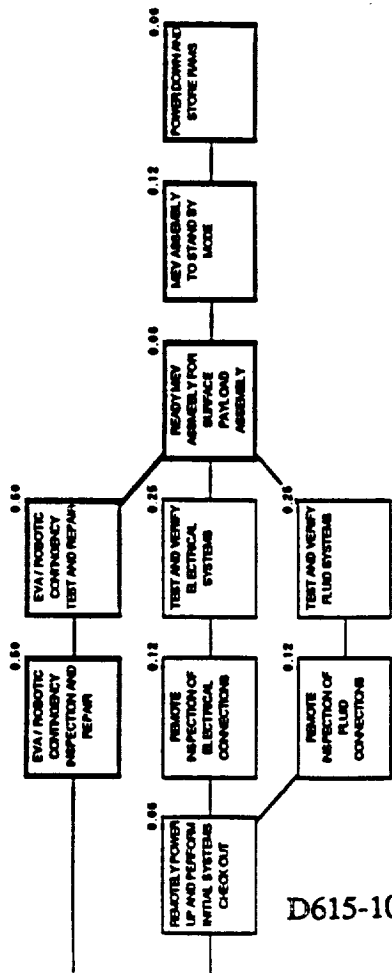 0.50
EVA / ROBOTIC
CONTINGENCY
INSPECTION AND
REPAIR
0.50
EVA / ROBOTIC
CONTINGENCY
TEST AND REPAIR
0.06
REMOTELY POWER
UP AND PERFORM
INITIAL SYSTEMS
CHECK OUT
0.12
REMOTE
INSPECTION OF
ELECTRICAL
CONNECTIONS
0.25
TEST AND VERIFY
ELECTRICAL
SYSTEMS
0.06
READY MEV
ASSMEBLY FOR
SURFACE
PAYLOAD
ASSEMBLY
0.12
MEV ASSEMBLY
TO STAND BY
MODE
0.06
POWER DOWN AND
STORE RAMS
0.12
REMOTE
INSPECTION OF
FLUID
CONNECTIONS
0.25
TEST AND VERIFY
FLUID SYSTEMS
D615-10